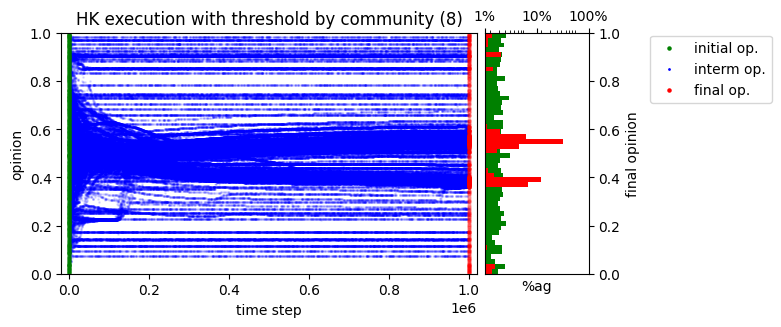 HK execution with threshold by community (8)
1% 10% 100%
initial op.
interm op.
final op.
opinion
1.0
0.8
0.6
0.4
0.2
0.0
0.0 0.2 0.4 0.6 0.8 1.0
1e6
time step
%ag
1.0
0.8
0.6
0.4
0.2
0.0
final opinion